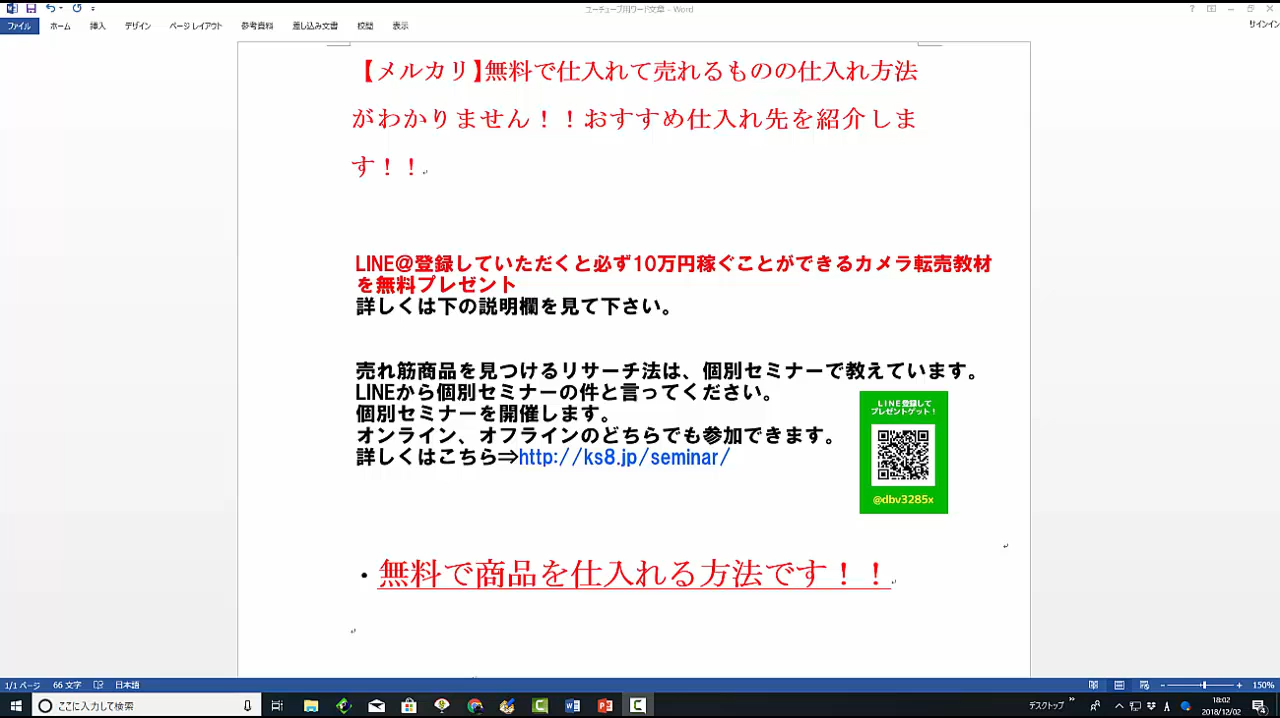 ユーチューブ用ワード文章 - Word
ファイル ホーム 挿入 デザイン ページ レイアウト 参考資料 差し込み文書 校閲 表示
サインイン
【メルカリ】無料で仕入れて売れるものの仕入れ方法
がわかりません！！おすすめ仕入れ先を紹介しま
す！！
LINE@登録していただくと必ず10万円稼ぐことができるカメラ転売教材
を無料プレゼント
詳しくは下の説明欄を見て下さい。
売れ筋商品を見つけるリサーチ法は、個別セミナーで教えています。
LINEから個別セミナーの件と言ってください。
個別セミナーを開催します。
オンライン、オフラインのどちらでも参加できます。
詳しくはこちら⇒http://ks8.jp/seminar/
LINE登録して
プレゼントゲット！
@dbv3285x
• 無料で商品を仕入れる方法です！！
1/1 ページ 66 文字 日本語
150%
ここに入力して検索
デスクトップ
18:02
2018/12/02